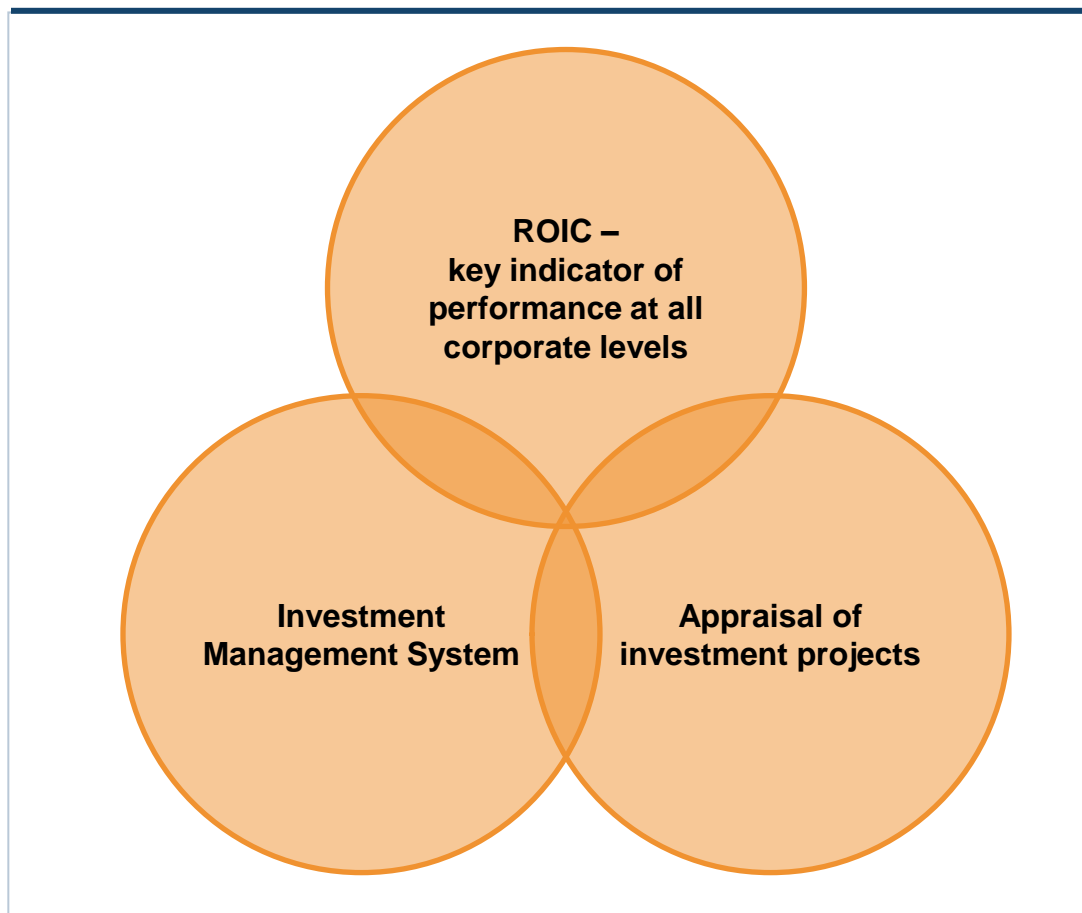 ROIC –
key indicator of
performance at all
corporate levels
Investment
Management System
Appraisal of
investment projects